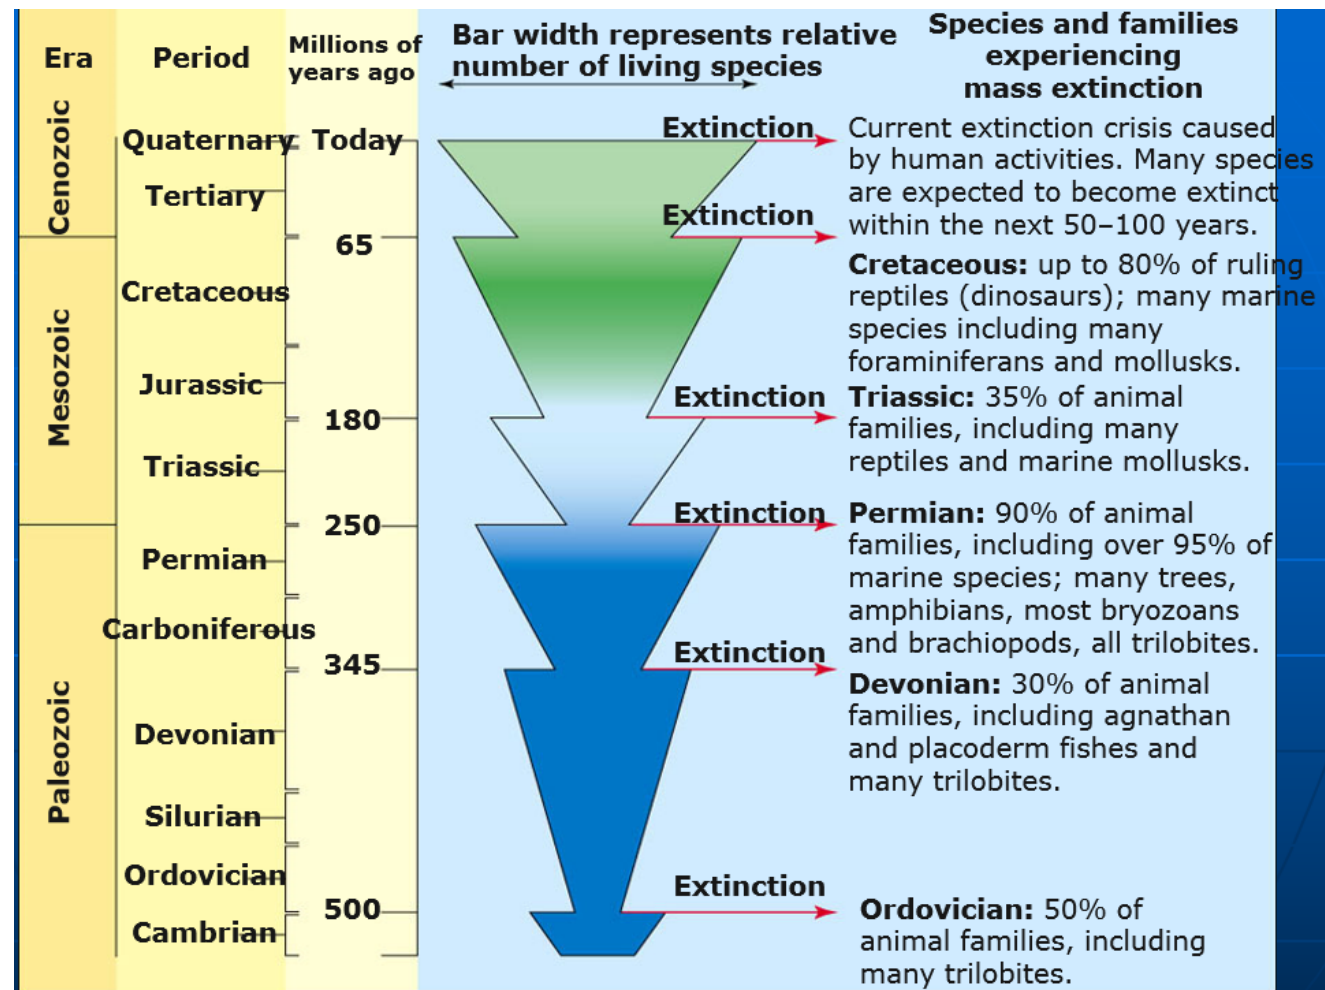 Era
Period
Millions of
years ago
Bar width represents relative
number of living species
Species and families
experiencing
mass extinction
Cenozoic
Quaternary
Today
Extinction
Current extinction crisis caused
by human activities. Many species
are expected to become extinct
within the next 50–100 years.
Tertiary
Extinction
65
Mesozoic
Cretaceous
Cretaceous: up to 80% of ruling
reptiles (dinosaurs); many marine
species including many
foraminiferans and mollusks.
Jurassic
180
Extinction
Triassic: 35% of animal
families, including many
reptiles and marine mollusks.
Triassic
250
Extinction
Permian: 90% of animal
families, including over 95% of
marine species; many trees,
amphibians, most bryozoans
and brachiopods, all trilobites.
Paleozoic
Permian
Carboniferous
345
Extinction
Devonian: 30% of animal
families, including agnathan
and placoderm fishes and
many trilobites.
Devonian
Silurian
Ordovician
500
Extinction
Ordovician: 50% of
animal families, including
many trilobites.
Cambrian